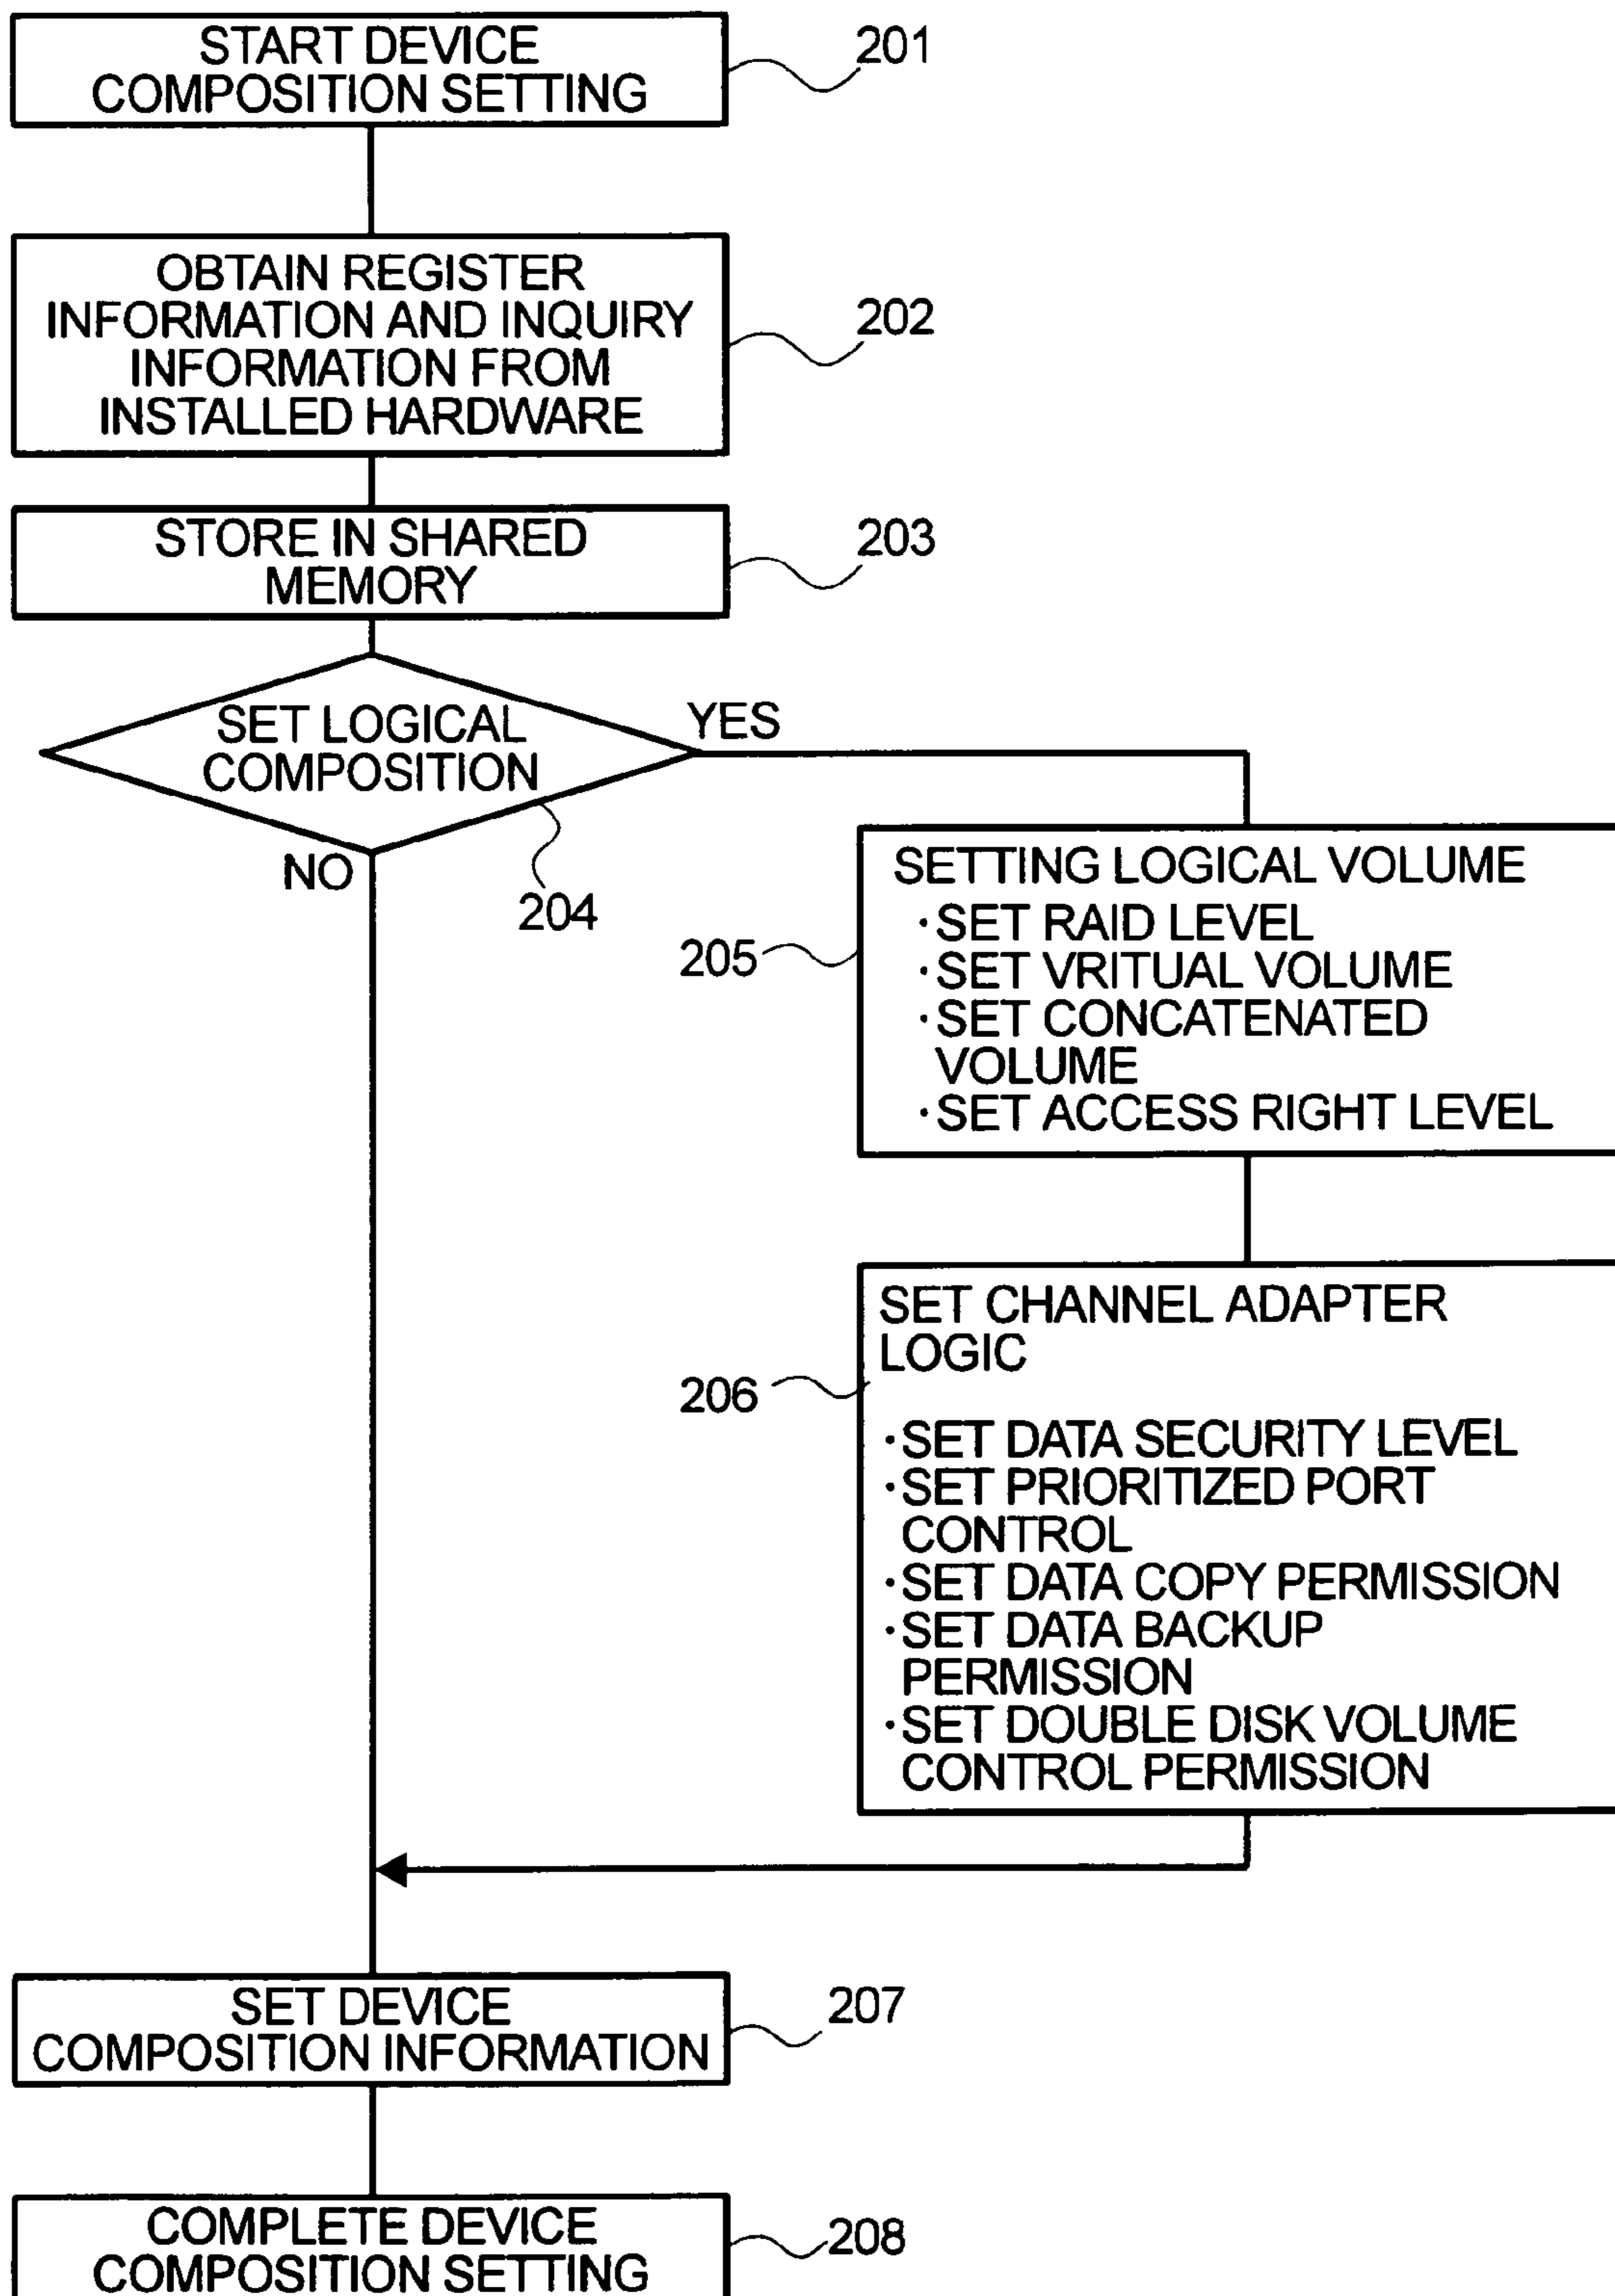 START DEVICE
COMPOSITION SETTING
201
OBTAIN REGISTER
INFORMATION AND INQUIRY
INFORMATION FROM
INSTALLED HARDWARE
202
STORE IN SHARED
MEMORY
203
SET LOGICAL
COMPOSITION
YES
NO
204
SETTING LOGICAL VOLUME
·SET RAID LEVEL
·SET VRITUAL VOLUME
·SET CONCATENATED
VOLUME
·SET ACCESS RIGHT LEVEL
205
SET CHANNEL ADAPTER
LOGIC
206
·SET DATA SECURITY LEVEL
·SET PRIORITIZED PORT
CONTROL
·SET DATA COPY PERMISSION
·SET DATA BACKUP
PERMISSION
·SET DOUBLE DISK VOLUME
CONTROL PERMISSION
SET DEVICE
COMPOSITION INFORMATION
207
COMPLETE DEVICE
COMPOSITION SETTING
208